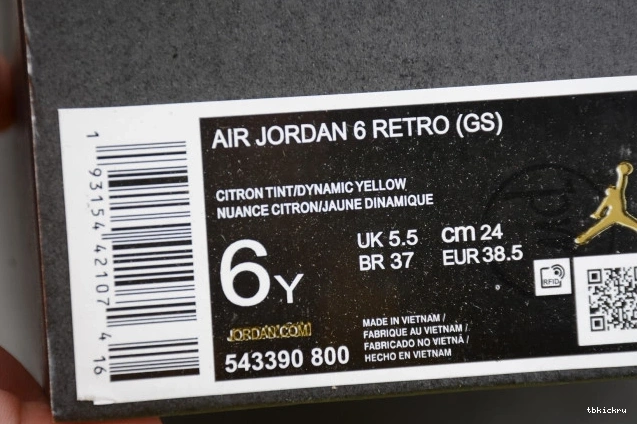 AIR JORDAN 6 RETRO (GS)
CITRON TINT/DYNAMIC YELLOW
NUANCE CITRON/JAUNE DINAMIQUE
6Y
UK 5.5 cm 24
BR 37 EUR 38.5
RFID
JORDAN.COM
543390 800
MADE IN VIETNAM /
FABRIQUE AU VIETNAM /
FABRICADO NO VIETNÃ /
HECHO EN VIETNAM
1 93154 42107 4 16
tbkickru